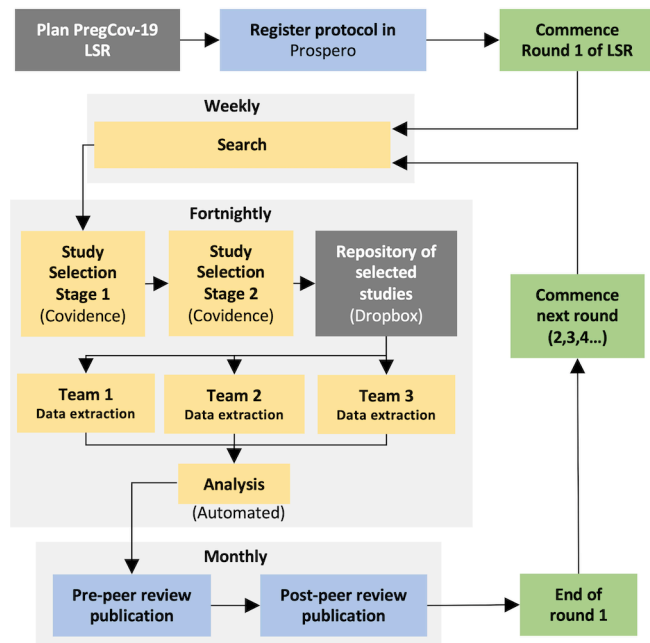 Plan PregCov-19
LSR
Register protocol in
Prospero
Commence
Round 1 of LSR
Weekly
Search
Fortnightly
Study
Selection
Stage 1
(Covidence)
Study
Selection
Stage 2
(Covidence)
Repository of
selected
studies
(Dropbox)
Commence
next round
(2,3,4...)
Team 1
Data extraction
Team 2
Data extraction
Team 3
Data extraction
Analysis
(Automated)
Monthly
Pre-peer review
publication
Post-peer review
publication
End of
round 1